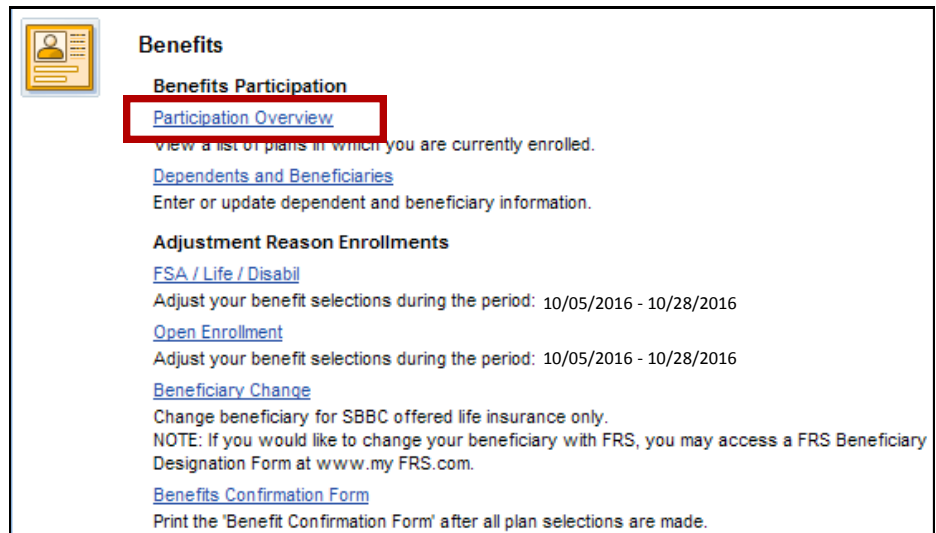 Benefits
Benefits Participation
Participation Overview
View a list of plans in which you are currently enrolled.
Dependents and Beneficiaries
Enter or update dependent and beneficiary information.
Adjustment Reason Enrollments
FSA / Life / Disabil
Adjust your benefit selections during the period: 10/05/2016 - 10/28/2016
Open Enrollment
Adjust your benefit selections during the period: 10/05/2016 - 10/28/2016
Beneficiary Change
Change beneficiary for SBBC offered life insurance only.
NOTE: If you would like to change your beneficiary with FRS, you may access a FRS Beneficiary
Designation Form at www.my FRS.com.
Benefits Confirmation Form
Print the 'Benefit Confirmation Form' after all plan selections are made.